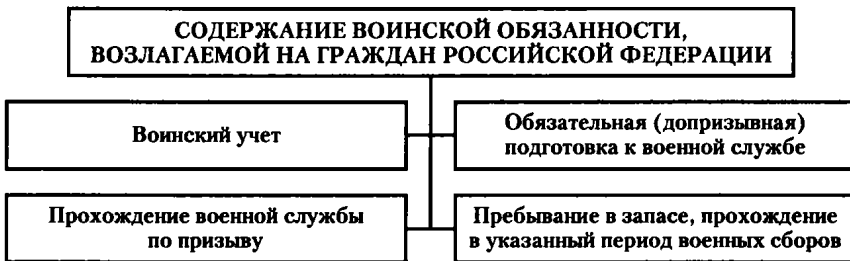 СОДЕРЖАНИЕ ВОИНСКОЙ ОБЯЗАННОСТИ,
ВОЗЛАГАЕМОЙ НА ГРАЖДАН РОССИЙСКОЙ ФЕДЕРАЦИИ
Воинский учет
Обязательная (допризывная)
подготовка к военной службе
Прохождение военной службы
по призыву
Пребывание в запасе, прохождение
в указанный период военных сборов